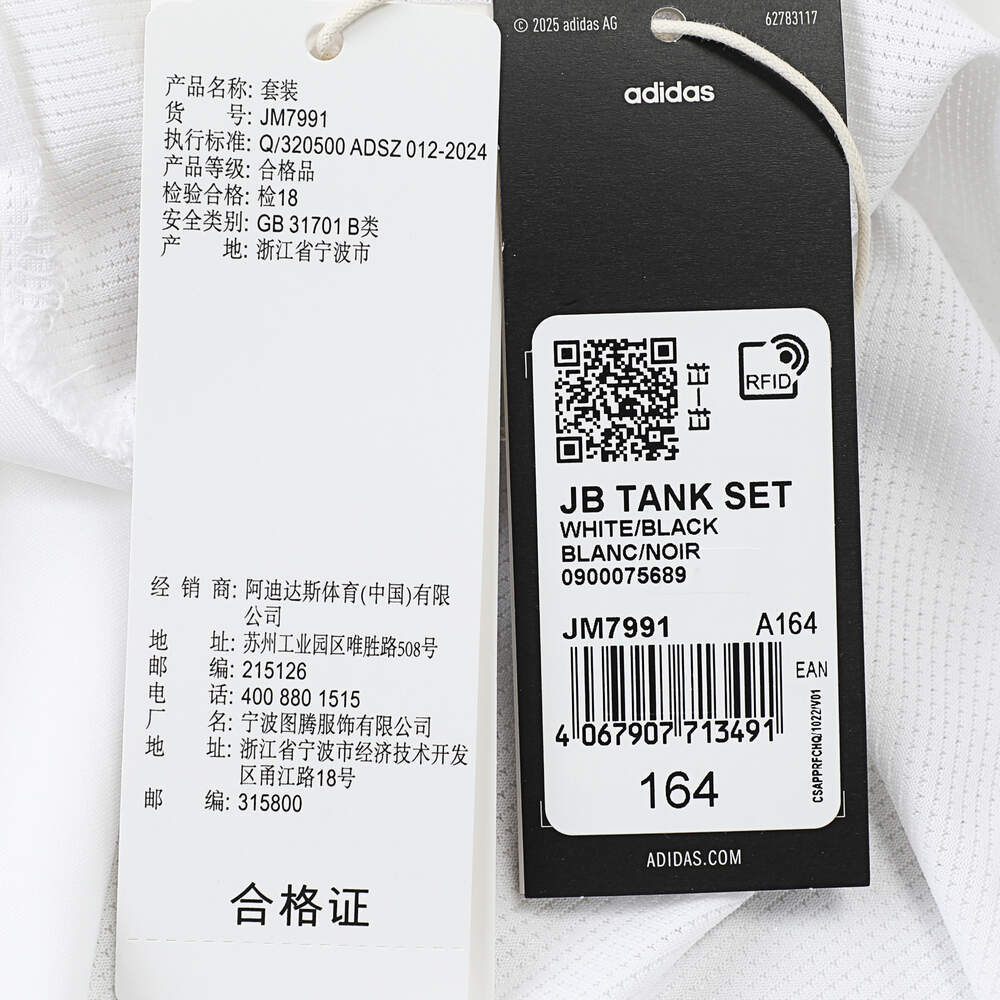 产品名称: 套装
货 号: JM7991
执行标准: Q/320500 ADSZ 012-2024
产品等级: 合格品
检验合格: 检18
安全类别: GB 31701 B类
产 地: 浙江省宁波市
经 销 商: 阿迪达斯体育(中国)有限
公司
地 址: 苏州工业园区唯胜路508号
邮 编: 215126
电 话: 400 880 1515
厂 名: 宁波图腾服饰有限公司
地 址: 浙江省宁波市经济技术开发
区甬江路18号
邮 编: 315800
合格证
© 2025 adidas AG
62783117
adidas
RFID
JB TANK SET
WHITE/BLACK
BLANC/NOIR
0900075689
JM7991 A164
EAN
4 067907 713491
CSAPPRFCHQ/1022/V01
164
ADIDAS.COM